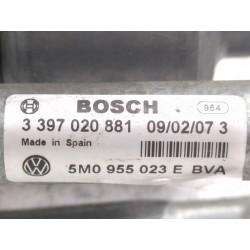 BOSCH 964
3 397 020 881 09/02/07 3
Made in Spain
5M0 955 023 E BVA